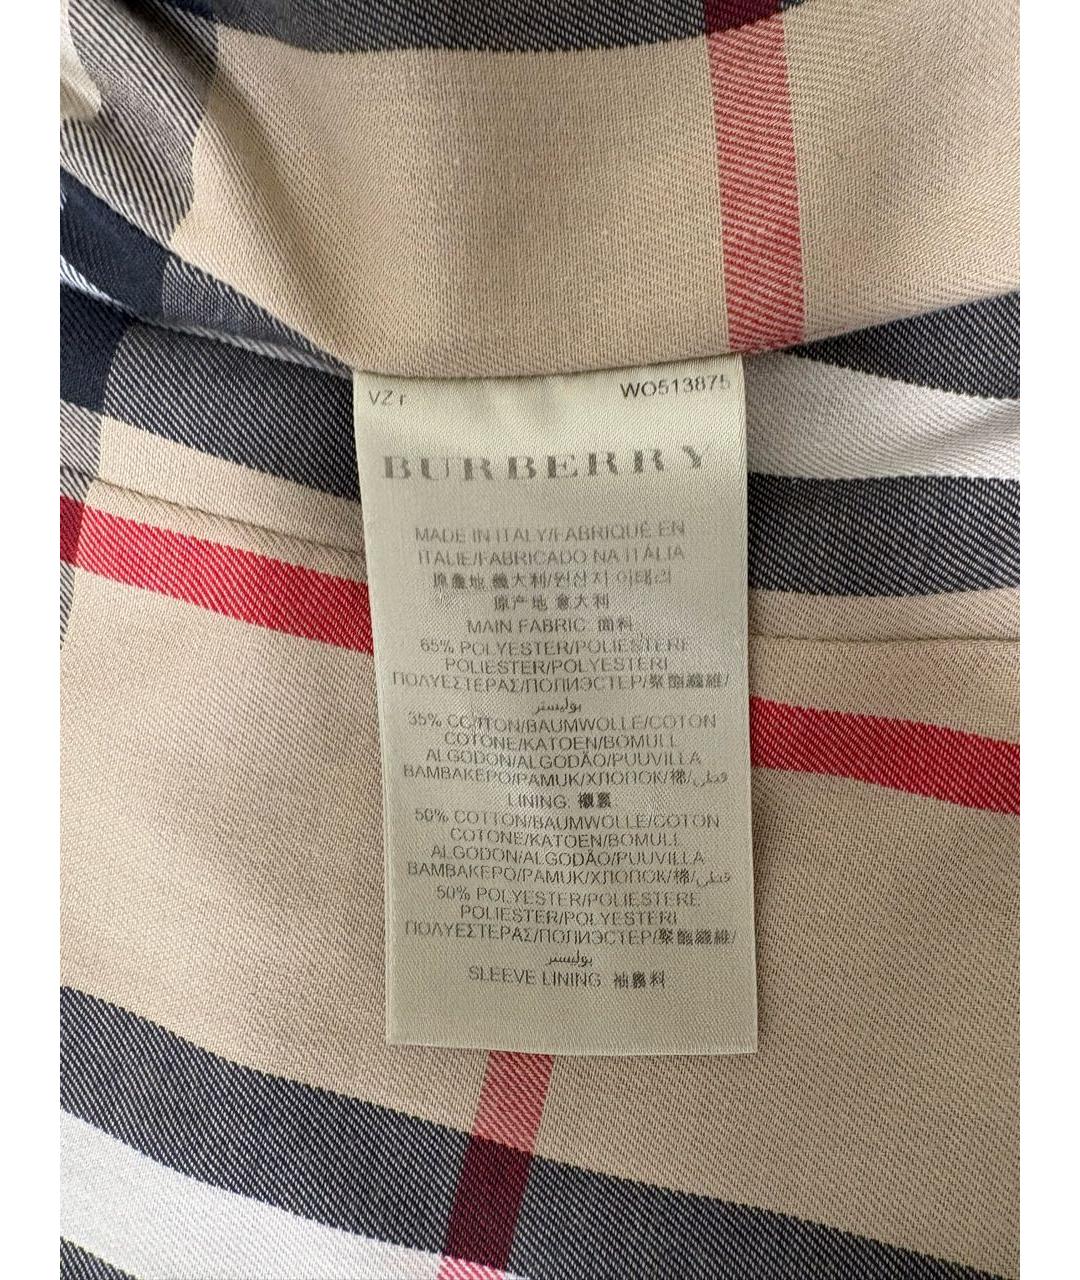 VZr WO513875
BURBERRY
MADE IN ITALY/FABRIQUÉ EN
ITALIE/FABRICADO NA ITÁLIA
原產地 義大利/원산지 이태리
原产地 意大利
MAIN FABRIC 面料
65% POLYESTER/POLIESTERE
POLIESTER/POLYESTERI
ΠΟΛΥΕΣΤΕΡΑΣ/ПОЛИЭСТЕР/聚酯纖維/
بوليستر
35% COTTON/BAUMWOLLE/COTON
COTONE/KATOEN/BOMULL
ALGODON/ALGODÃO/PUUVILLA
ΒΑΜΒΑΚΕΡΟ/PAMUK/ХЛОПОК/棉/قطن
LINING 襯裏
50% COTTON/BAUMWOLLE/COTON
COTONE/KATOEN/BOMULL
ALGODON/ALGODÃO/PUUVILLA
ΒΑΜΒΑΚΕΡΟ/PAMUK/ХЛОПОК/棉/قطن
50% POLYESTER/POLIESTERE
POLIESTER/POLYESTERI
ΠΟΛΥΕΣΤΕΡΑΣ/ПОЛИЭСТЕР/聚酯纖維/
بوليستر
SLEEVE LINING 袖裏料